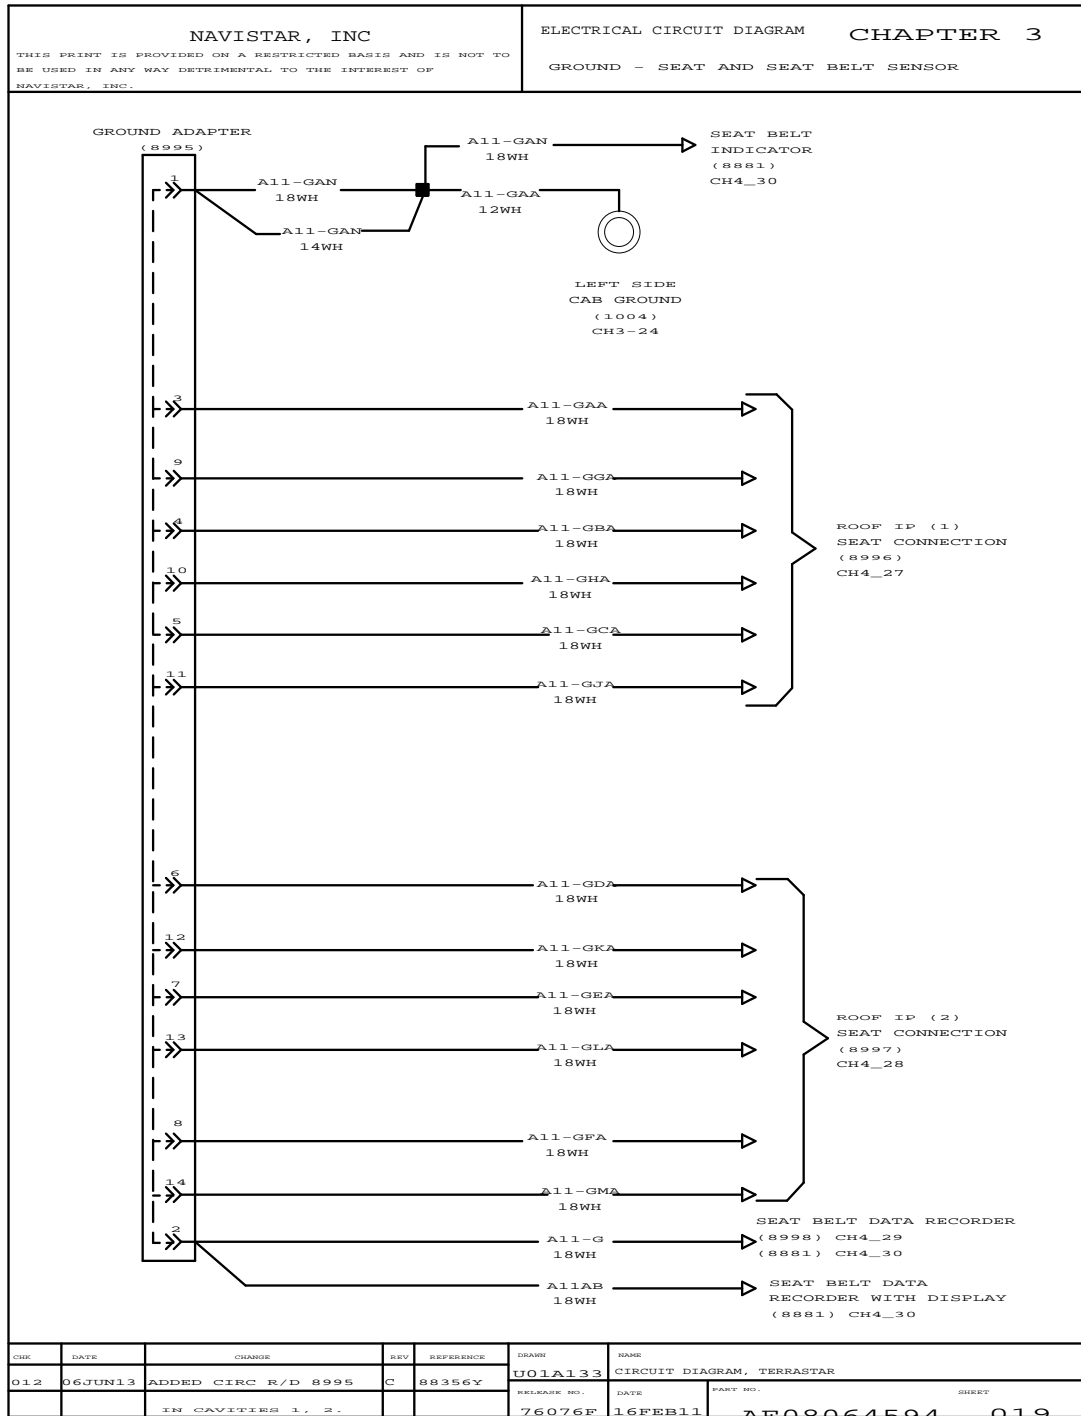 NAVISTAR, INC
THIS PRINT IS PROVIDED ON A RESTRICTED BASIS AND IS NOT TO
BE USED IN ANY WAY DETRIMENTAL TO THE INTEREST OF
NAVISTAR, INC.
ELECTRICAL CIRCUIT DIAGRAM
CHAPTER 3
GROUND - SEAT AND SEAT BELT SENSOR
GROUND ADAPTER
(8995)
1
A11-GAN
18WH
A11-GAN
14WH
A11-GAN
18WH
A11-GAA
12WH
SEAT BELT
INDICATOR
(8881)
CH4_30
LEFT SIDE
CAB GROUND
(1004)
CH3-24
3
A11-GAA
18WH
9
A11-GGA
18WH
4
A11-GBA
18WH
10
A11-GHA
18WH
5
A11-GCA
18WH
11
A11-GJA
18WH
ROOF IP (1)
SEAT CONNECTION
(8996)
CH4_27
6
A11-GDA
18WH
12
A11-GKA
18WH
7
A11-GEA
18WH
13
A11-GLA
18WH
8
A11-GFA
18WH
14
A11-GMA
18WH
ROOF IP (2)
SEAT CONNECTION
(8997)
CH4_28
2
A11-G
18WH
SEAT BELT DATA RECORDER
(8998) CH4_29
(8881) CH4_30
A11AB
18WH
SEAT BELT DATA
RECORDER WITH DISPLAY
(8881) CH4_30
CHK DATE CHANGE REV REFERENCE
012 06JUN13 ADDED CIRC R/D 8995 C 88356Y
IN CAVITIES 1, 2.
DRAWN
U01A133
NAME
CIRCUIT DIAGRAM, TERRASTAR
RELEASE NO.
76076F
DATE
16FEB11
PART NO.
AF08064594
SHEET
019